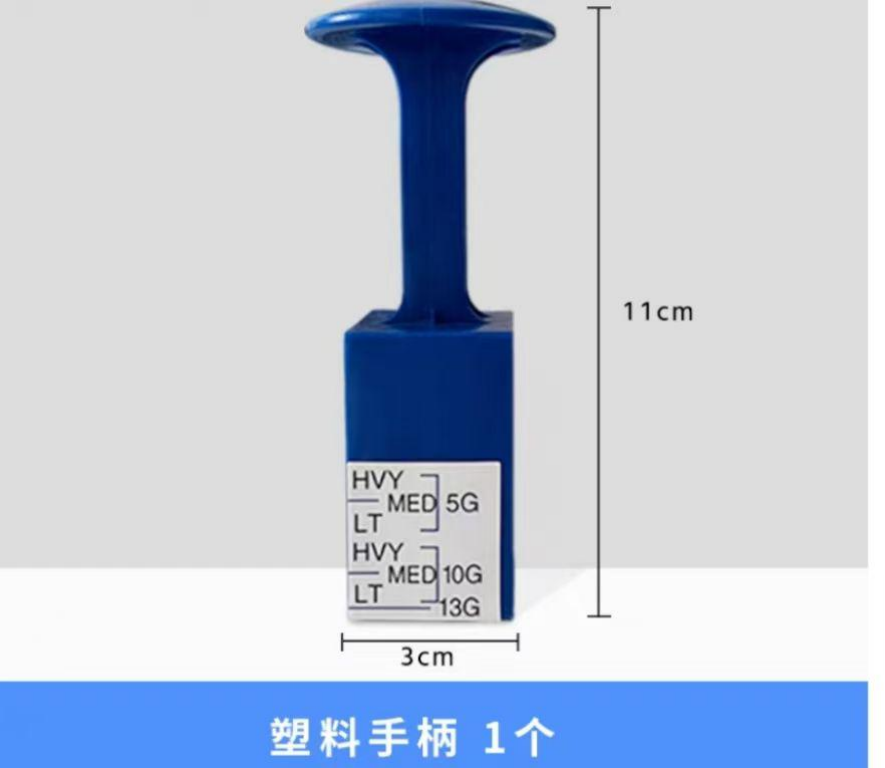 11cm
HVY
MED 5G
LT
HVY
MED 10G
LT
13G
3cm
塑料手柄 1个